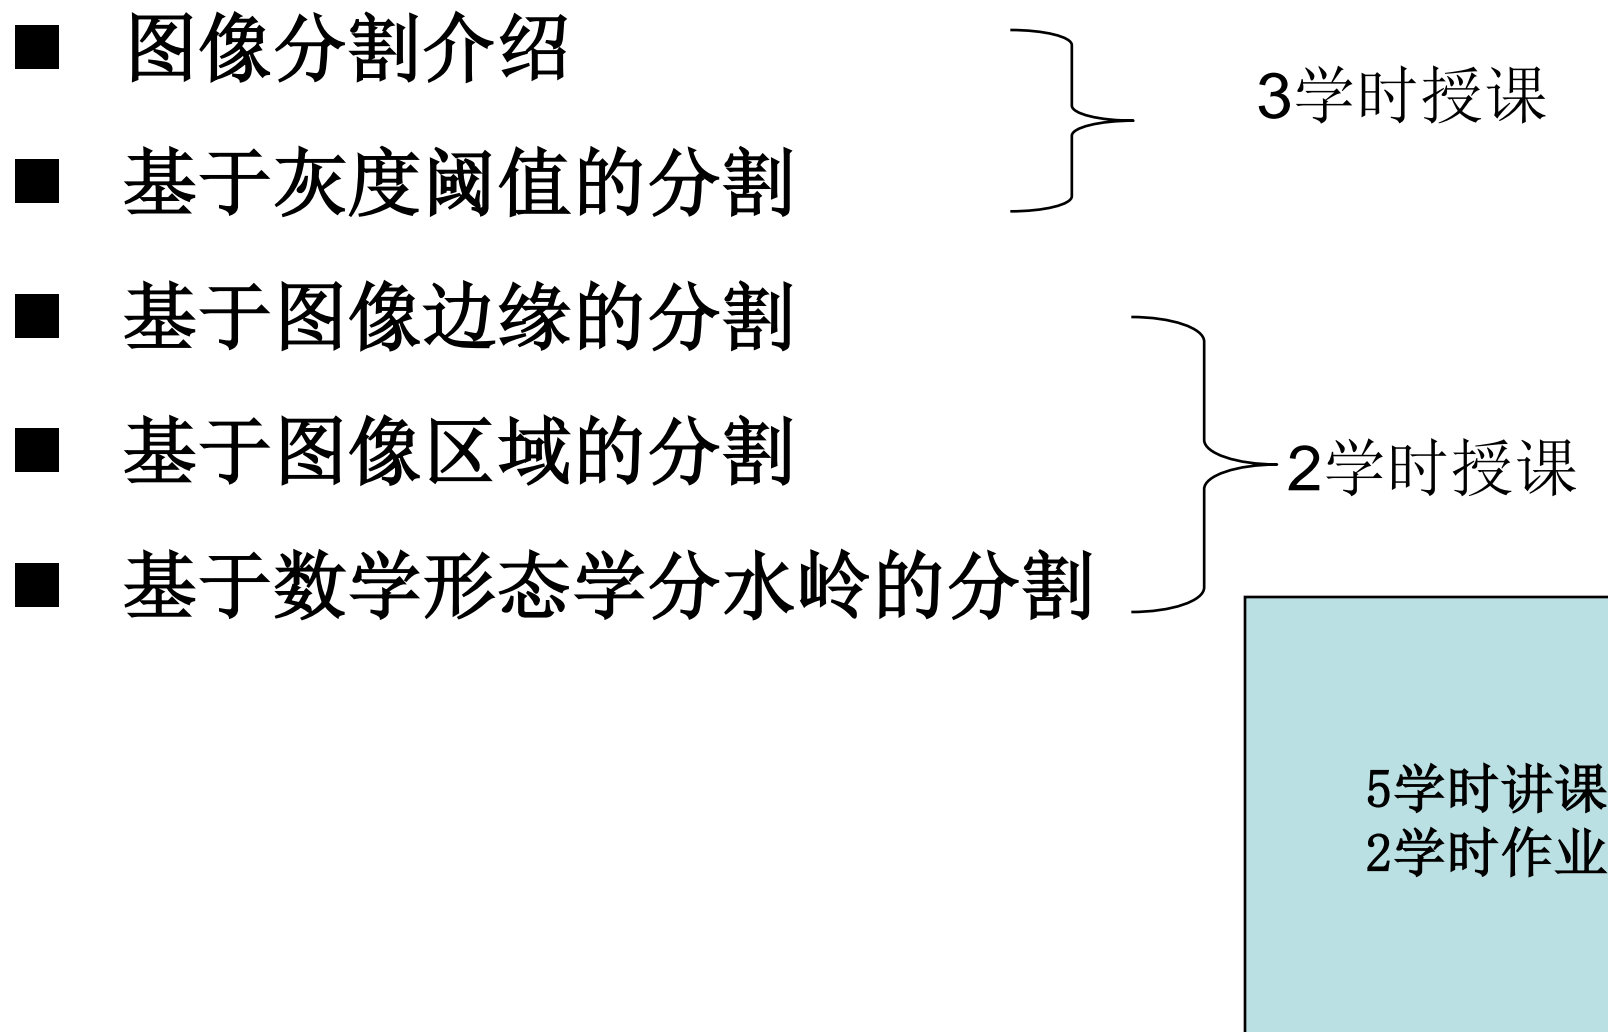 图像分割介绍
基于灰度阈值的分割
3学时授课
基于图像边缘的分割
基于图像区域的分割
基于数学形态学分水岭的分割
2学时授课
5学时讲课
2学时作业